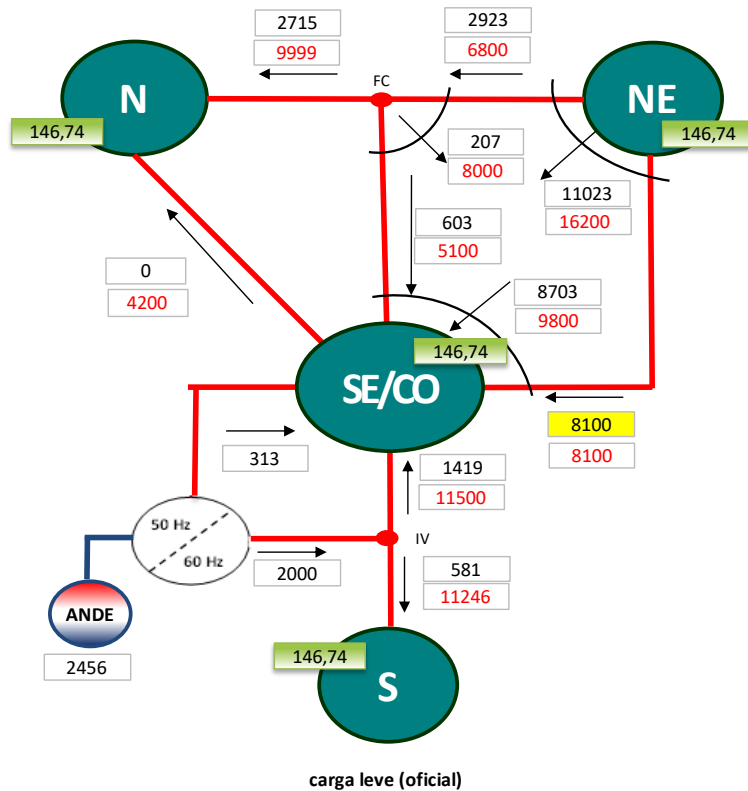 2715
9999
2923
6800
FC
N
NE
146,74
146,74
207
8000
11023
16200
603
5100
0
4200
8703
9800
146,74
SE/CO
8100
8100
313
1419
11500
50 Hz
60 Hz
IV
2000
581
11246
ANDE
2456
146,74
S
carga leve (oficial)